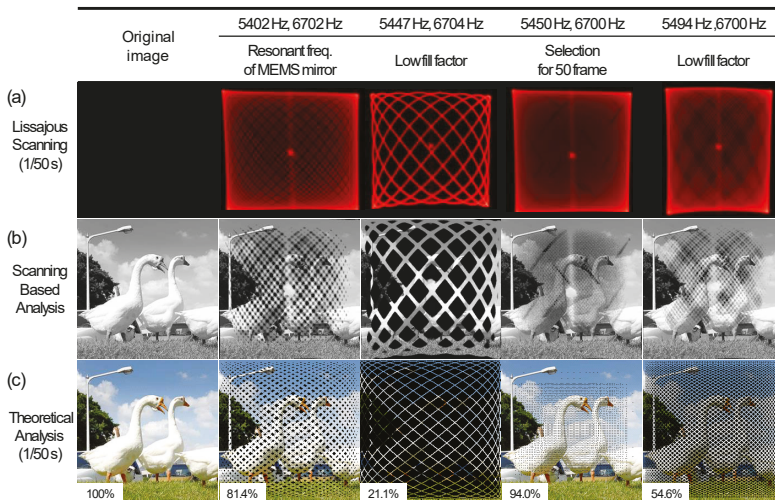 Original
image
5402 Hz, 6702 Hz
5447 Hz, 6704 Hz
5450 Hz, 6700 Hz
5494 Hz ,6700 Hz
Resonant freq.
of MEMS mirror
Low fill factor
Selection
for 50 frame
Low fill factor
(a)
Lissajous
Scanning
(1/50 s)
(b)
Scanning
Based
Analysis
(c)
Theoretical
Analysis
(1/50 s)
100%
81.4%
21.1%
94.0%
54.6%